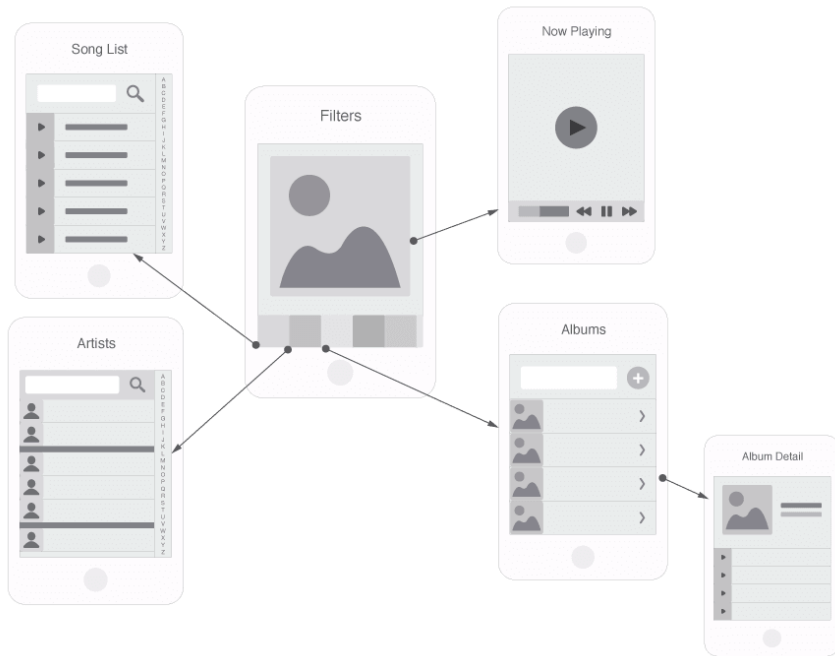 Song List
A
B
C
D
E
F
G
H
I
J
K
L
M
N
O
P
Q
R
S
T
U
V
W
X
Y
Z
Filters
Now Playing
Artists
A
B
C
D
E
F
G
H
I
J
K
L
M
N
O
P
Q
R
S
T
U
V
W
X
Y
Z
Albums
Album Detail